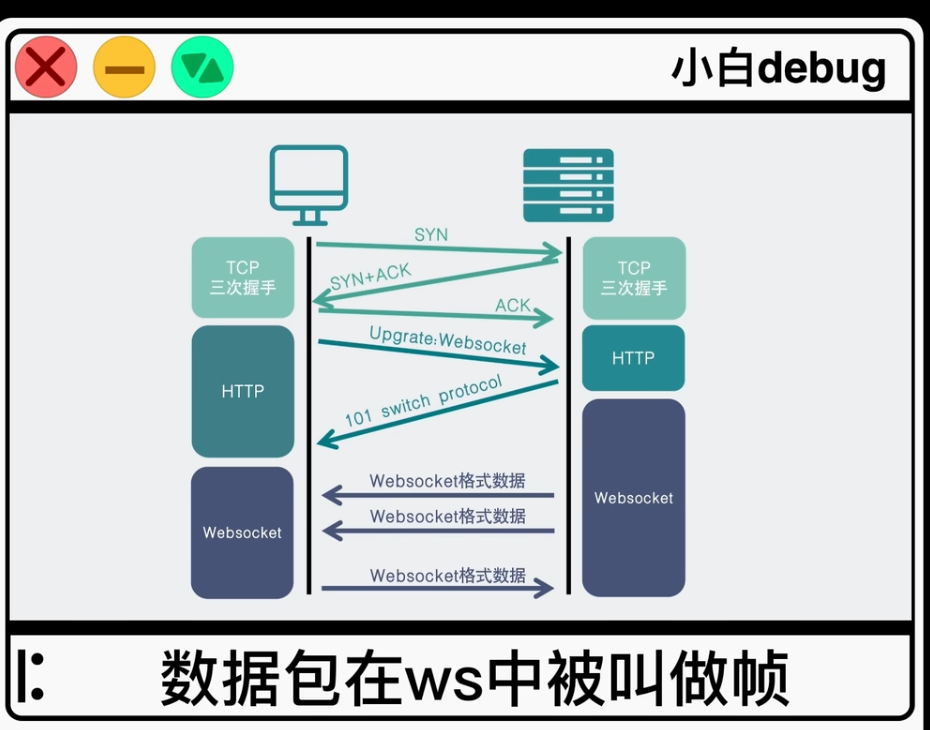 小白debug
SYN
TCP
三次握手
TCP
三次握手
SYN+ACK
ACK
Upgrate:Websocket
HTTP
HTTP
101 switch protocol
Websocket格式数据
Websocket
Websocket格式数据
Websocket
Websocket格式数据
数据包在ws中被叫做帧